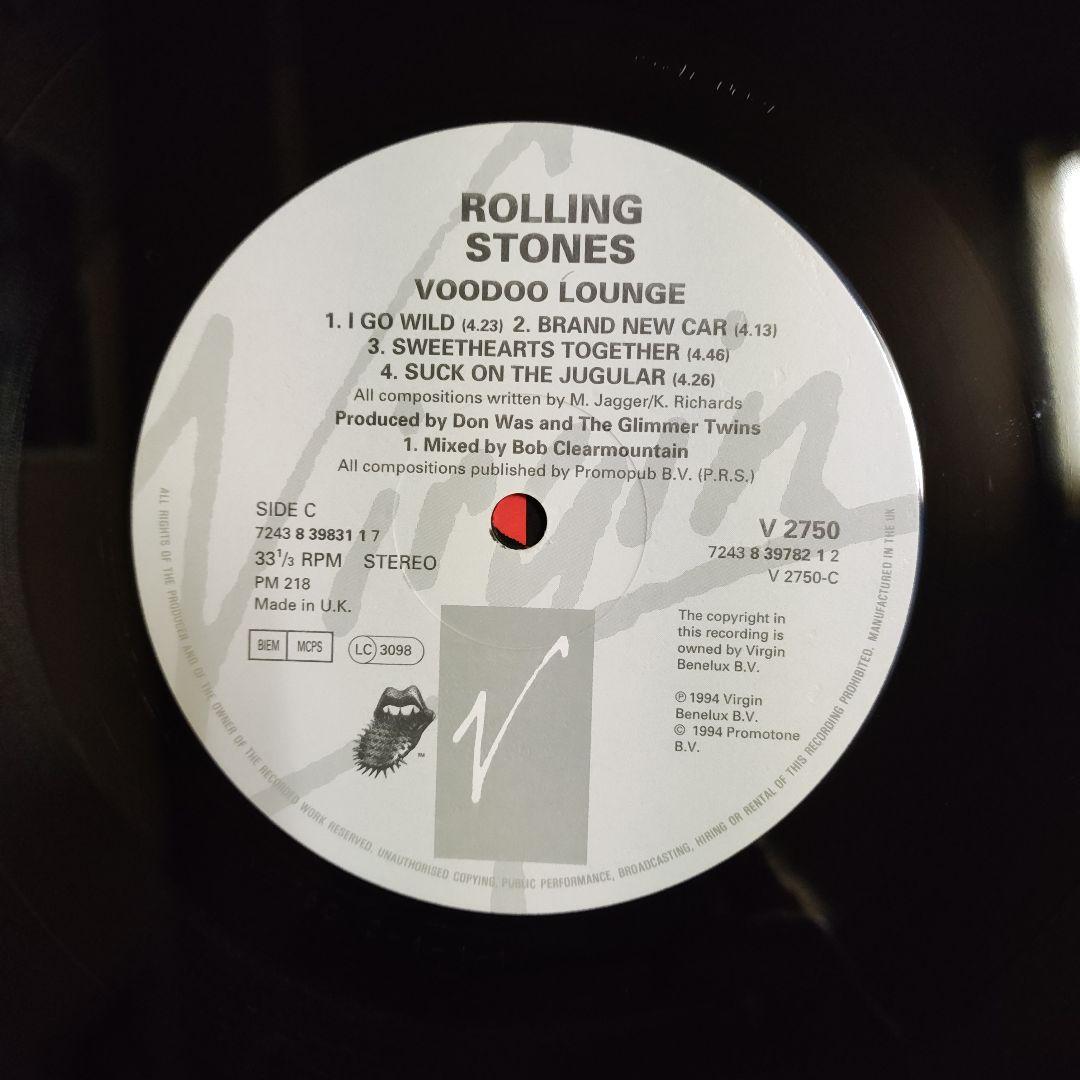 ROLLING
STONES
VOODOO LOUNGE
1. I GO WILD (4.23) 2. BRAND NEW CAR (4.13)
3. SWEETHEARTS TOGETHER (4.46)
4. SUCK ON THE JUGULAR (4.26)
All compositions written by M. Jagger/K. Richards
Produced by Don Was and The Glimmer Twins
1. Mixed by Bob Clearmountain
All compositions published by Promopub B.V. (P.R.S.)
SIDE C
7243 8 39831 1 7
33 1/3 RPM STEREO
PM 218
Made in U.K.
BIEM MCPS LC 3098
V 2750
7243 8 39782 1 2
V 2750-C
The copyright in
this recording is
owned by Virgin
Benelux B.V.
℗ 1994 Virgin
Benelux B.V.
© 1994 Promotone
B.V.
TM
Virgin
ALL RIGHTS OF THE PRODUCER AND OF THE OWNER OF THE RECORDED WORK RESERVED. UNAUTHORISED COPYING, PUBLIC PERFORMANCE, BROADCASTING, HIRING OR RENTAL OF THIS RECORDING PROHIBITED. MANUFACTURED IN THE UK